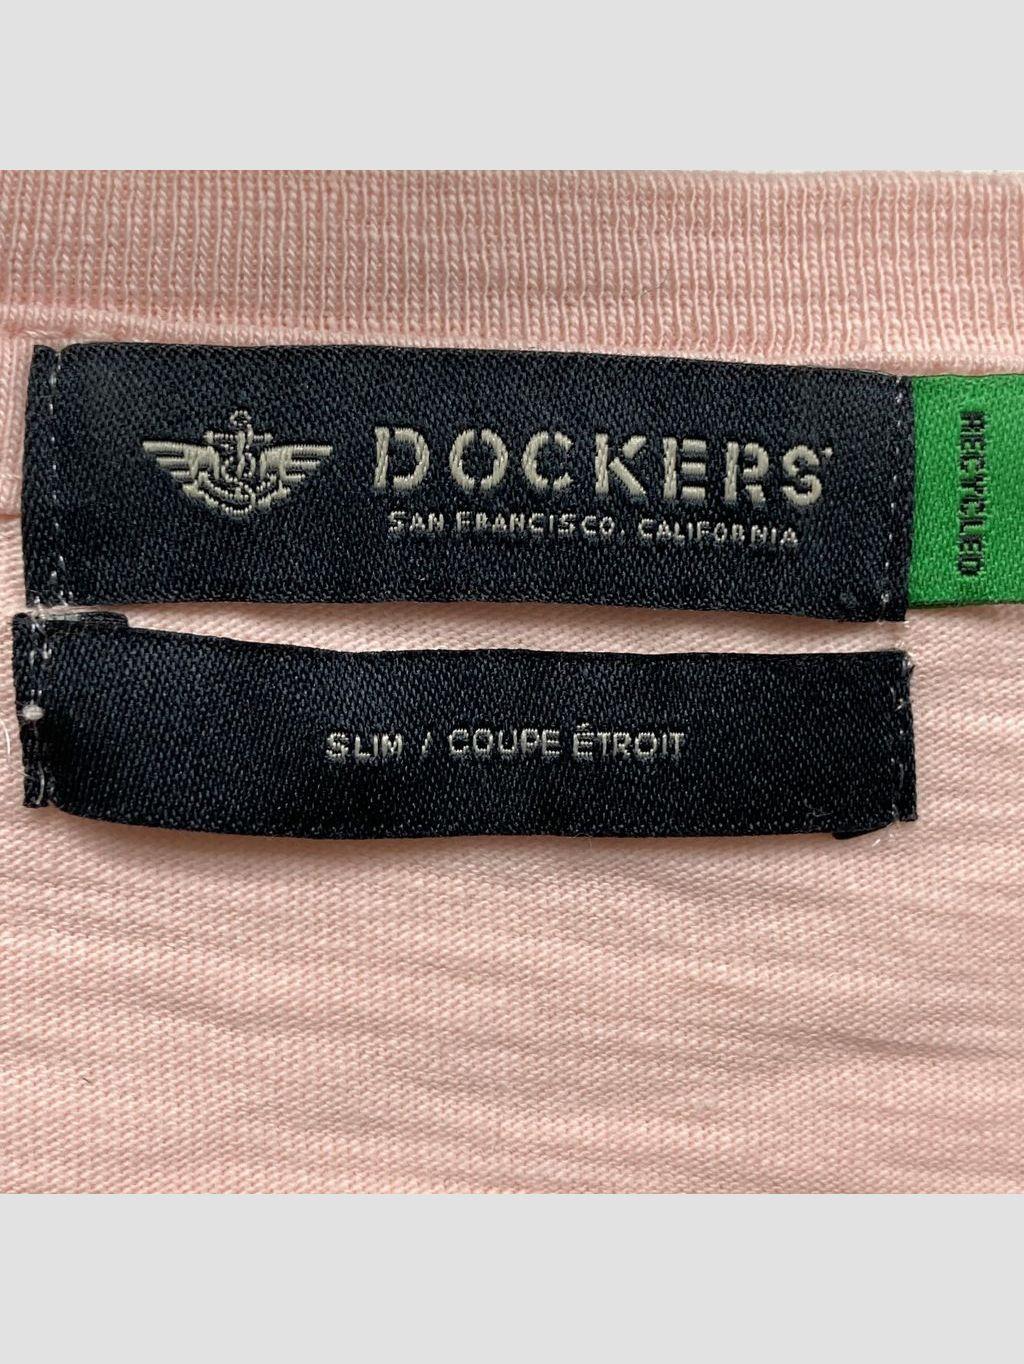 DOCKERS
SAN FRANCISCO, CALIFORNIA
RECYCLED
SLIM / COUPE ÉTROIT